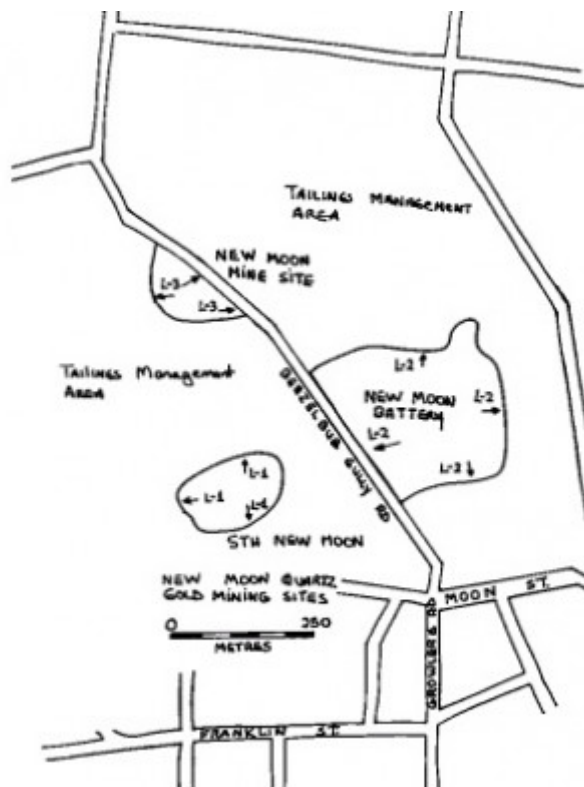 TAILINGS MANAGEMENT
AREA
NEW MOON
MINE SITE
L-3
L-3
TAILINGS Management
AREA
BEEZELBUB GULLY RD
L-2
NEW MOON
BATTERY
L-2
L-2
L-2
L-1
L-1
L-1
STH NEW MOON
NEW MOON QUARTZ
GOLD MINING SITES
0 250
METRES
MOON ST.
GROWLERS RD
FRANKLIN ST.